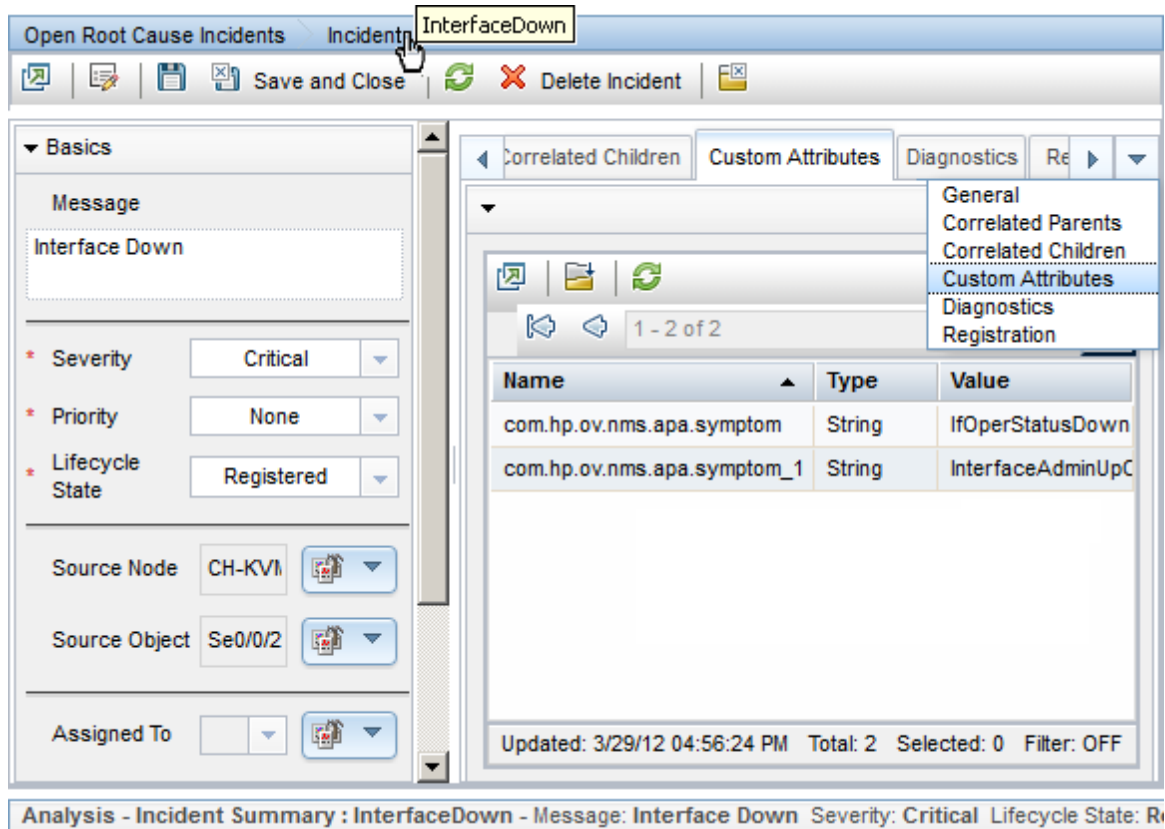 InterfaceDown
Open Root Cause Incidents Incident
Save and Close Delete Incident
Basics
Message
Interface Down
* Severity Critical
* Priority None
* Lifecycle State Registered
Source Node CH-KV
Source Object Se0/0/2
Assigned To
Correlated Children Custom Attributes Diagnostics Re
General
Correlated Parents
Correlated Children
Custom Attributes
Diagnostics
Registration
1 - 2 of 2
Name Type Value
com.hp.ov.nms.apa.symptom String IfOperStatusDown
com.hp.ov.nms.apa.symptom_1 String InterfaceAdminUp
Updated: 3/29/12 04:56:24 PM Total: 2 Selected: 0 Filter: OFF
Analysis - Incident Summary : InterfaceDown - Message: Interface Down Severity: Critical Lifecycle State: R